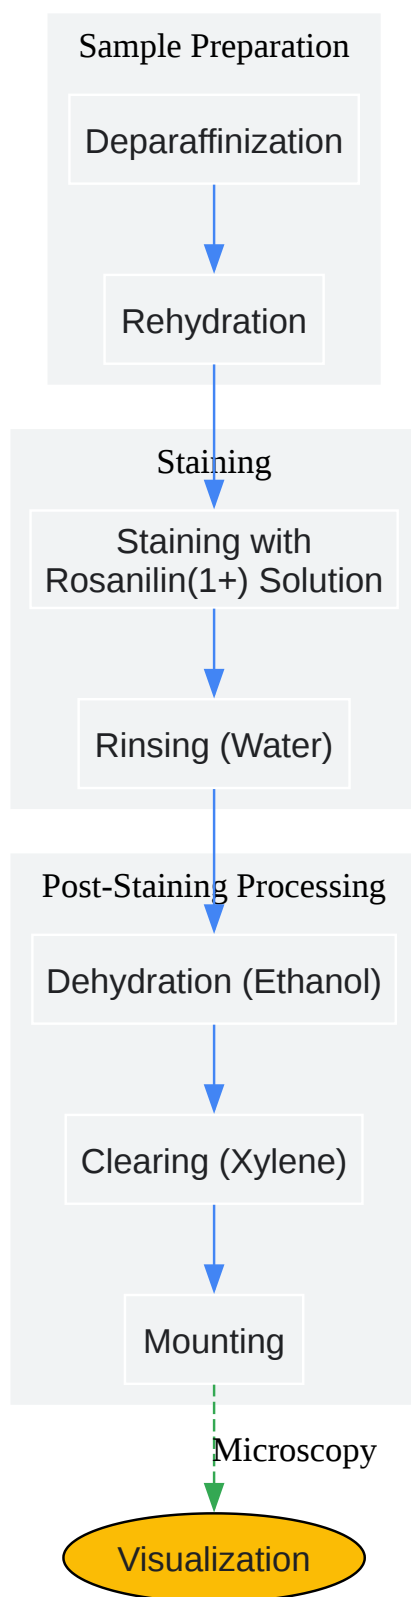 Sample Preparation
Deparaffinization
Rehydration
Staining
Staining with
Rosanilin(1+) Solution
Rinsing (Water)
Post-Staining Processing
Dehydration (Ethanol)
Clearing (Xylene)
Mounting
Microscopy
Visualization